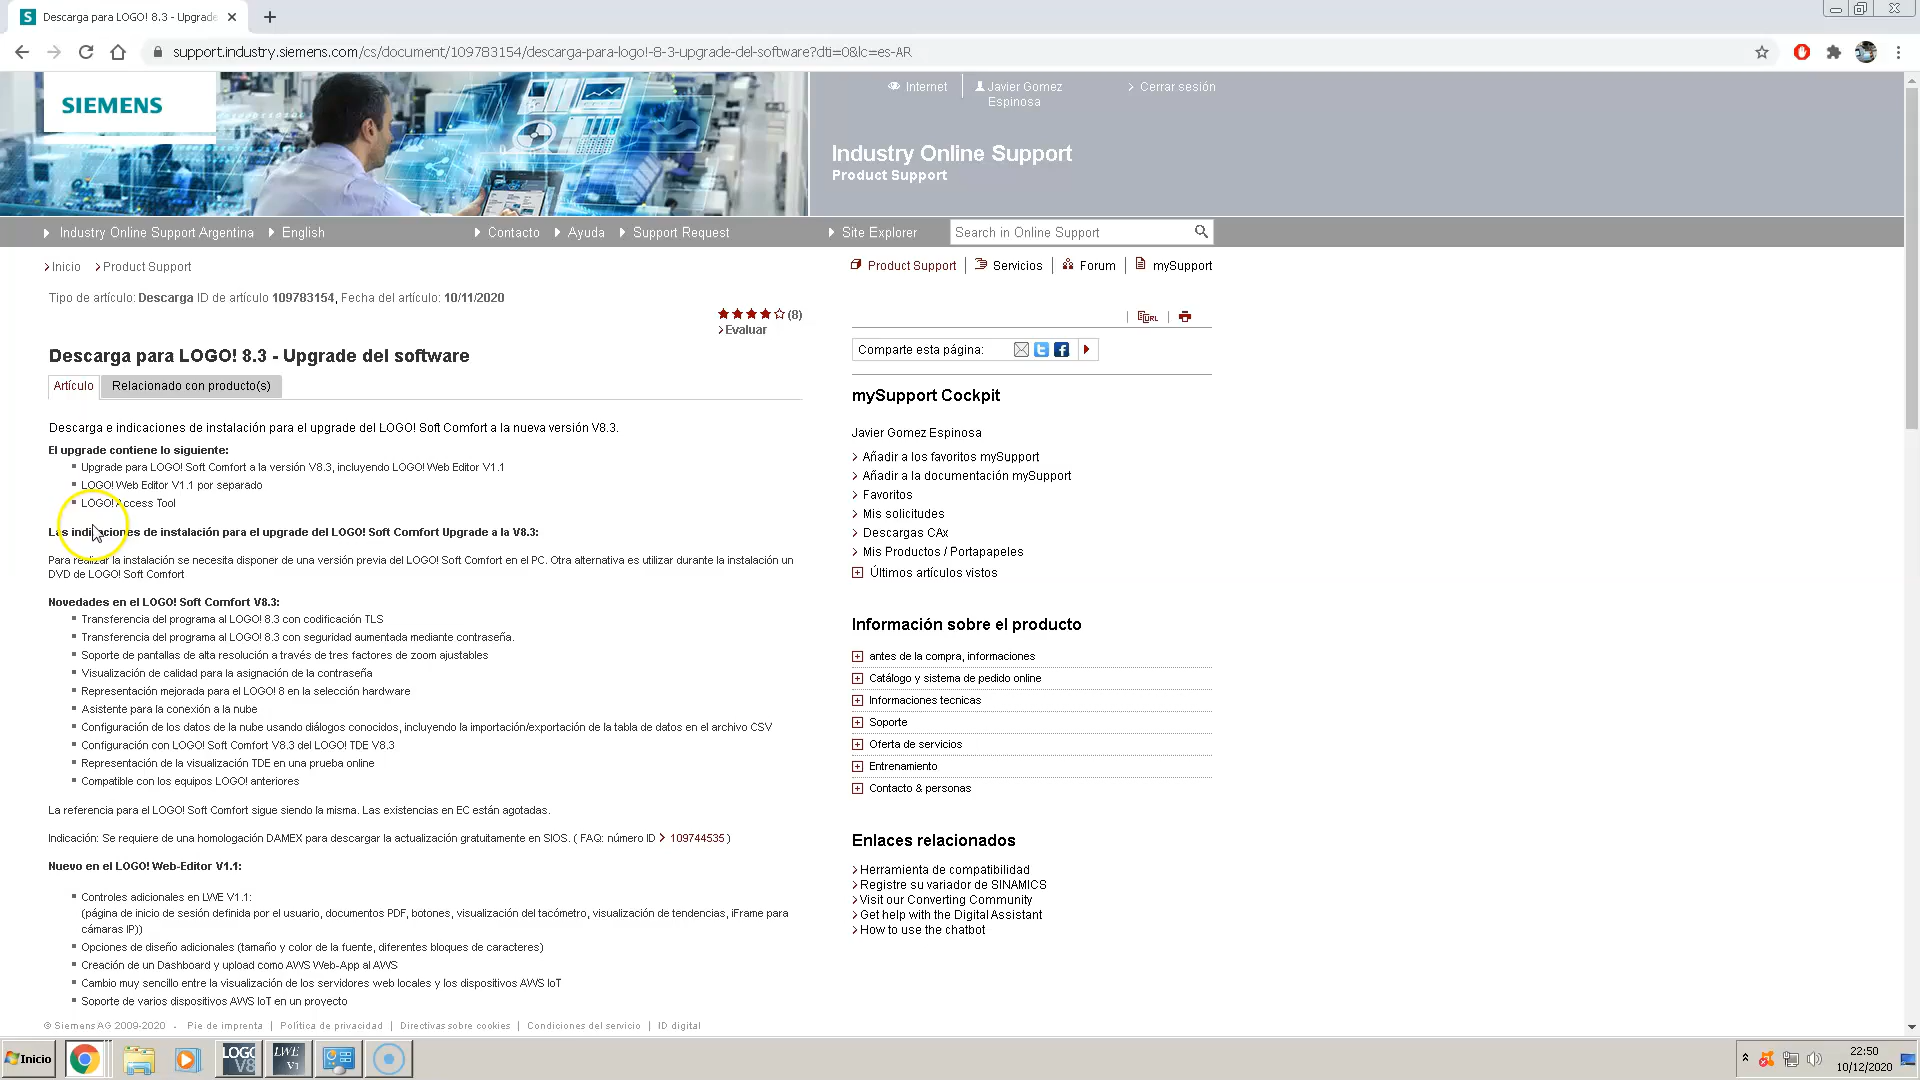 S Descarga para LOGO! 8.3 - Upgrade
support.industry.siemens.com/cs/document/109783154/descarga-para-logo!-8-3-upgrade-del-software?dti=0&lc=es-AR
SIEMENS
Internet
Javier Gomez
Espinosa
Cerrar sesión
Industry Online Support
Product Support
Industry Online Support Argentina English Contacto Ayuda Support Request Site Explorer Search in Online Support
Inicio Product Support
Product Support Servicios Forum mySupport
Tipo de artículo: Descarga ID de artículo 109783154, Fecha del artículo: 10/11/2020
(8)
Evaluar
URL
Comparte esta página:
Descarga para LOGO! 8.3 - Upgrade del software
Artículo Relacionado con producto(s)
Descarga e indicaciones de instalación para el upgrade del LOGO! Soft Comfort a la nueva versión V8.3.
El upgrade contiene lo siguiente:
Upgrade para LOGO! Soft Comfort a la versión V8.3, incluyendo LOGO! Web Editor V1.1
LOGO! Web Editor V1.1 por separado
LOGO! Access Tool
Las indicaciones de instalación para el upgrade del LOGO! Soft Comfort Upgrade a la V8.3:
Para realizar la instalación se necesita disponer de una versión previa del LOGO! Soft Comfort en el PC. Otra alternativa es utilizar durante la instalación un
DVD de LOGO! Soft Comfort
Novedades en el LOGO! Soft Comfort V8.3:
Transferencia del programa al LOGO! 8.3 con codificación TLS
Transferencia del programa al LOGO! 8.3 con seguridad aumentada mediante contraseña.
Soporte de pantallas de alta resolución a través de tres factores de zoom ajustables
Visualización de calidad para la asignación de la contraseña
Representación mejorada para el LOGO! 8 en la selección hardware
Asistente para la conexión a la nube
Configuración de los datos de la nube usando diálogos conocidos, incluyendo la importación/exportación de la tabla de datos en el archivo CSV
Configuración con LOGO! Soft Comfort V8.3 del LOGO! TDE V8.3
Representación de la visualización TDE en una prueba online
Compatible con los equipos LOGO! anteriores
La referencia para el LOGO! Soft Comfort sigue siendo la misma. Las existencias en EC están agotadas.
Indicación: Se requiere de una homologación DAMEX para descargar la actualización gratuitamente en SIOS. ( FAQ: número ID 109744535 )
Nuevo en el LOGO! Web-Editor V1.1:
Controles adicionales en LWE V1.1:
(página de inicio de sesión definida por el usuario, documentos PDF, botones, visualización del tacómetro, visualización de tendencias, iFrame para
cámaras IP))
Opciones de diseño adicionales (tamaño y color de la fuente, diferentes bloques de caracteres)
Creación de un Dashboard y upload como AWS Web-App al AWS
Cambio muy sencillo entre la visualización de los servidores web locales y los dispositivos AWS IoT
Soporte de varios dispositivos AWS IoT en un proyecto
mySupport Cockpit
Javier Gomez Espinosa
Añadir a los favoritos mySupport
Añadir a la documentación mySupport
Favoritos
Mis solicitudes
Descargas CAx
Mis Productos / Portapapeles
Últimos artículos vistos
Información sobre el producto
antes de la compra, informaciones
Catálogo y sistema de pedido online
Informaciones tecnicas
Soporte
Oferta de servicios
Entrenamiento
Contacto & personas
Enlaces relacionados
Herramienta de compatibilidad
Registre su variador de SINAMICS
Visit our Converting Community
Get help with the Digital Assistant
How to use the chatbot
© Siemens AG 2009-2020 - Pie de imprenta | Política de privacidad | Directivas sobre cookies | Condiciones del servicio | ID digital
Inicio
LOGO
V8
LWE
V1
22:50
10/12/2020